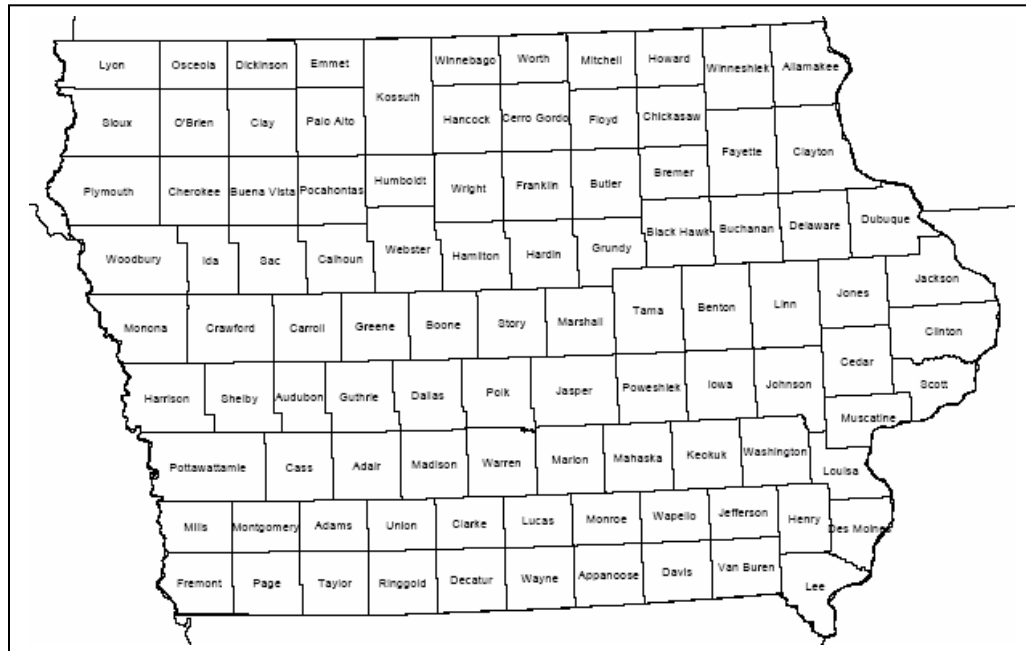 Lyon
Osceola
Dickinson
Emmet
Kossuth
Winnebago
Worth
Mitchell
Howard
Winneshiek
Allamakee
Sioux
O'Brien
Clay
Palo Alto
Hancock
Cerro Gordo
Floyd
Chickasaw
Fayette
Clayton
Plymouth
Cherokee
Buena Vista
Pocahontas
Humboldt
Wright
Franklin
Butler
Bremer
Woodbury
Ida
Sac
Calhoun
Webster
Hamilton
Hardin
Grundy
Black Hawk
Buchanan
Delaware
Dubuque
Monona
Crawford
Carroll
Greene
Boone
Story
Marshall
Tama
Benton
Linn
Jones
Jackson
Clinton
Cedar
Harrison
Shelby
Audubon
Guthrie
Dallas
Polk
Jasper
Poweshiek
Iowa
Johnson
Scott
Muscatine
Pottawattamie
Cass
Adair
Madison
Warren
Marion
Mahaska
Keokuk
Washington
Louisa
Mills
Montgomery
Adams
Union
Clarke
Lucas
Monroe
Wapello
Jefferson
Henry
Des Moines
Fremont
Page
Taylor
Ringgold
Decatur
Wayne
Appanoose
Davis
Van Buren
Lee